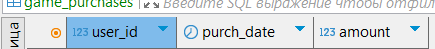 game_purchases Введите SQL выражение чтобы отфил
ица 123 user_id purch_date 123 amount